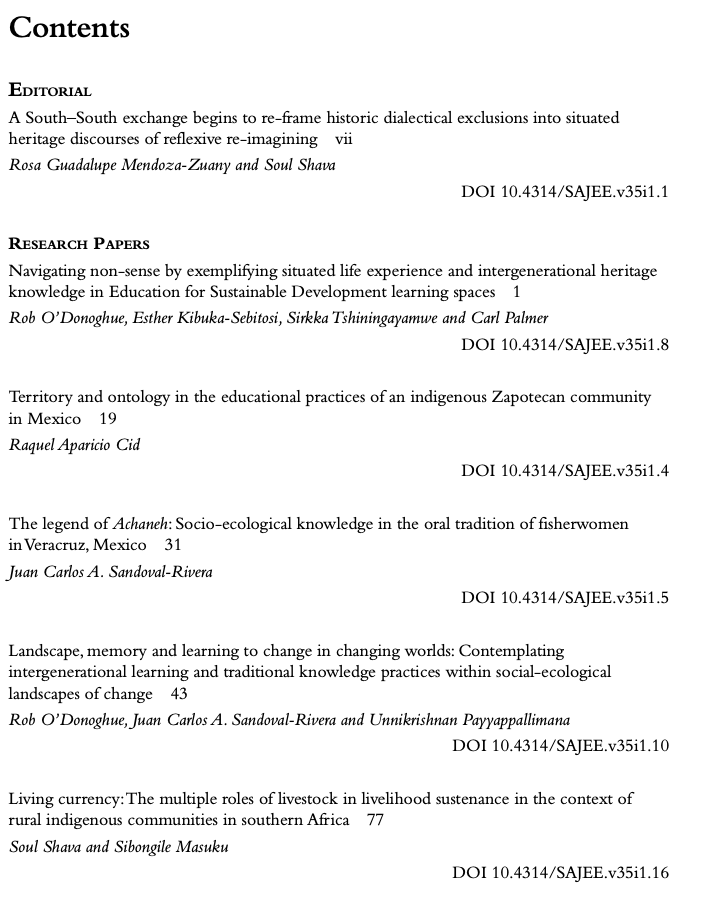 Contents
Editorial
A South–South exchange begins to re-frame historic dialectical exclusions into situated
heritage discourses of reflexive re-imagining vii
Rosa Guadalupe Mendoza-Zuany and Soul Shava
DOI 10.4314/SAJEE.v35i1.1
Research Papers
Navigating non-sense by exemplifying situated life experience and intergenerational heritage
knowledge in Education for Sustainable Development learning spaces 1
Rob O'Donoghue, Esther Kibuka-Sebitosi, Sirkka Tshiningayamwe and Carl Palmer
DOI 10.4314/SAJEE.v35i1.8
Territory and ontology in the educational practices of an indigenous Zapotecan community
in Mexico 19
Raquel Aparicio Cid
DOI 10.4314/SAJEE.v35i1.4
The legend of Achaneh: Socio-ecological knowledge in the oral tradition of fisherwomen
in Veracruz, Mexico 31
Juan Carlos A. Sandoval-Rivera
DOI 10.4314/SAJEE.v35i1.5
Landscape, memory and learning to change in changing worlds: Contemplating
intergenerational learning and traditional knowledge practices within social-ecological
landscapes of change 43
Rob O'Donoghue, Juan Carlos A. Sandoval-Rivera and Unnikrishnan Payyappallimana
DOI 10.4314/SAJEE.v35i1.10
Living currency: The multiple roles of livestock in livelihood sustenance in the context of
rural indigenous communities in southern Africa 77
Soul Shava and Sibongile Masuku
DOI 10.4314/SAJEE.v35i1.16